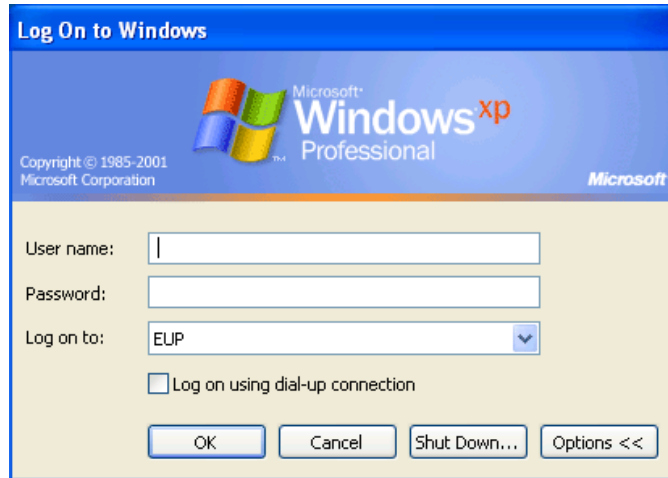 Log On to Windows
Microsoft®
Windows xp
Professional
Copyright © 1985-2001
Microsoft Corporation
Microsoft
User name:
Password:
Log on to: EUP
Log on using dial-up connection
OK Cancel Shut Down... Options <<